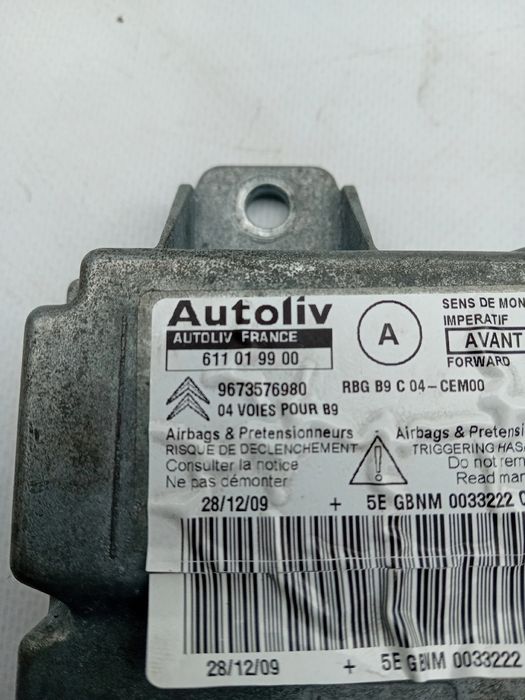 Autoliv
AUTOLIV FRANCE
611 01 99 00
A
SENS DE MON
IMPERATIF
AVANT
FORWARD
9673576980
04 VOIES POUR B9
RBG B9 C 04-CEM00
Airbags & Pretensionneurs
RISQUE DE DECLENCHEMENT
Consulter la notice
Ne pas démonter
Airbags & Pretensi
TRIGGERING HASA
Do not rem
Read man
28/12/09 + 5E GBNM 0033222 0
28/12/09 + 5E GBNM 0033222